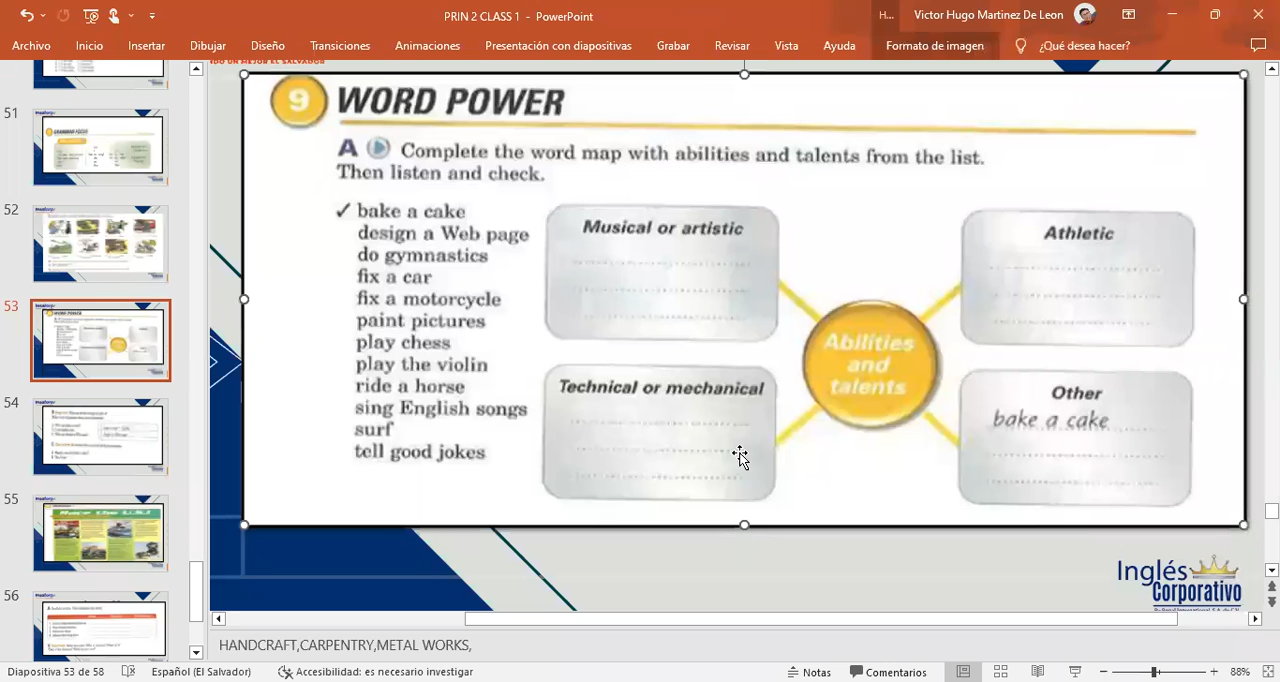 PRIN 2 CLASS 1 - PowerPoint
H...
Victor Hugo Martinez De Leon
Archivo
Inicio
Insertar
Dibujar
Diseño
Transiciones
Animaciones
Presentación con diapositivas
Grabar
Revisar
Vista
Ayuda
Formato de imagen
¿Qué desea hacer?
51
52
53
54
55
56
NDO UN MEJOR EL SALVADOR
9 WORD POWER
A Complete the word map with abilities and talents from the list.
Then listen and check.
✓ bake a cake
design a Web page
do gymnastics
fix a car
fix a motorcycle
paint pictures
play chess
play the violin
ride a horse
sing English songs
surf
tell good jokes
Musical or artistic
Technical or mechanical
Abilities
and
talents
Athletic
Other
bake a cake
Inglés
Corporativo
HANDCRAFT,CARPENTRY,METAL WORKS,
Diapositiva 53 de 58
Español (El Salvador)
Accesibilidad: es necesario investigar
Notas
Comentarios
88%